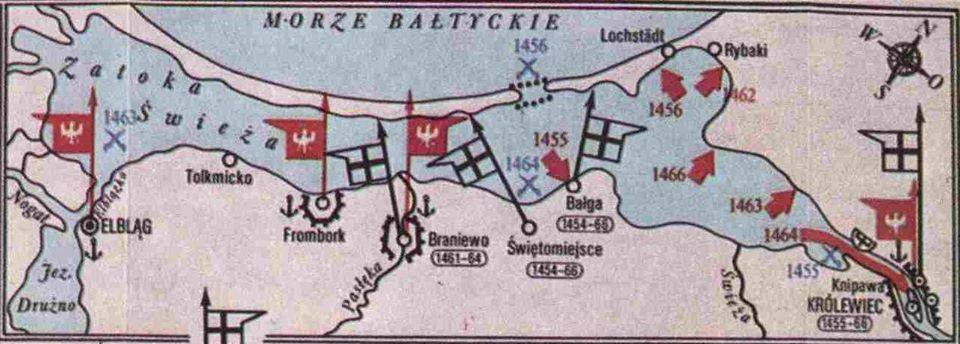 MORZE BAŁTYCKIE
Lochstädt
Rybaki
1456
1456
1462
W
N
S
O
Zatoka
Świeża
1463
Tolkmicko
Nogat
Elbląska
ELBLĄG
Jez.
Drużno
Frombork
Braniewo
1461–64
Pasłęka
1464
1455
Bałga
1454–66
Świętomiejsce
1454–66
1466
1463
1464
1455
Świeża
Knipawa
KRÓLEWIEC
1455–66